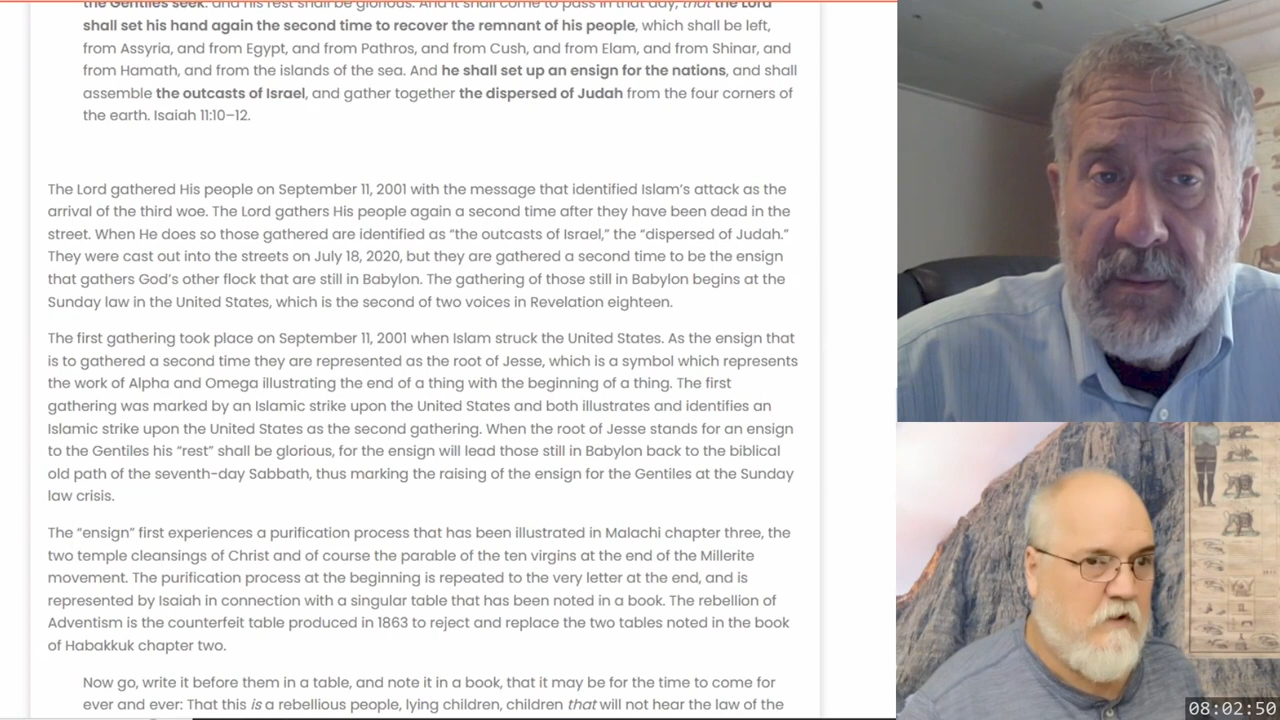 the Gentiles seek: and his rest shall be glorious. And it shall come to pass in that day, that the Lord
shall set his hand again the second time to recover the remnant of his people, which shall be left,
from Assyria, and from Egypt, and from Pathros, and from Cush, and from Elam, and from Shinar, and
from Hamath, and from the islands of the sea. And he shall set up an ensign for the nations, and shall
assemble the outcasts of Israel, and gather together the dispersed of Judah from the four corners of
the earth. Isaiah 11:10–12.
The Lord gathered His people on September 11, 2001 with the message that identified Islam's attack as the
arrival of the third woe. The Lord gathers His people again a second time after they have been dead in the
street. When He does so those gathered are identified as “the outcasts of Israel,” the “dispersed of Judah.”
They were cast out into the streets on July 18, 2020, but they are gathered a second time to be the ensign
that gathers God's other flock that are still in Babylon. The gathering of those still in Babylon begins at the
Sunday law in the United States, which is the second of two voices in Revelation eighteen.
The first gathering took place on September 11, 2001 when Islam struck the United States. As the ensign that
is to gathered a second time they are represented as the root of Jesse, which is a symbol which represents
the work of Alpha and Omega illustrating the end of a thing with the beginning of a thing. The first
gathering was marked by an Islamic strike upon the United States and both illustrates and identifies an
Islamic strike upon the United States as the second gathering. When the root of Jesse stands for an ensign
to the Gentiles his “rest” shall be glorious, for the ensign will lead those still in Babylon back to the biblical
old path of the seventh-day Sabbath, thus marking the raising of the ensign for the Gentiles at the Sunday
law crisis.
The “ensign” first experiences a purification process that has been illustrated in Malachi chapter three, the
two temple cleansings of Christ and of course the parable of the ten virgins at the end of the Millerite
movement. The purification process at the beginning is repeated to the very letter at the end, and is
represented by Isaiah in connection with a singular table that has been noted in a book. The rebellion of
Adventism is the counterfeit table produced in 1863 to reject and replace the two tables noted in the book
of Habakkuk chapter two.
Now go, write it before them in a table, and note it in a book, that it may be for the time to come for
ever and ever: That this is a rebellious people, lying children, children that will not hear the law of the
08:02:50